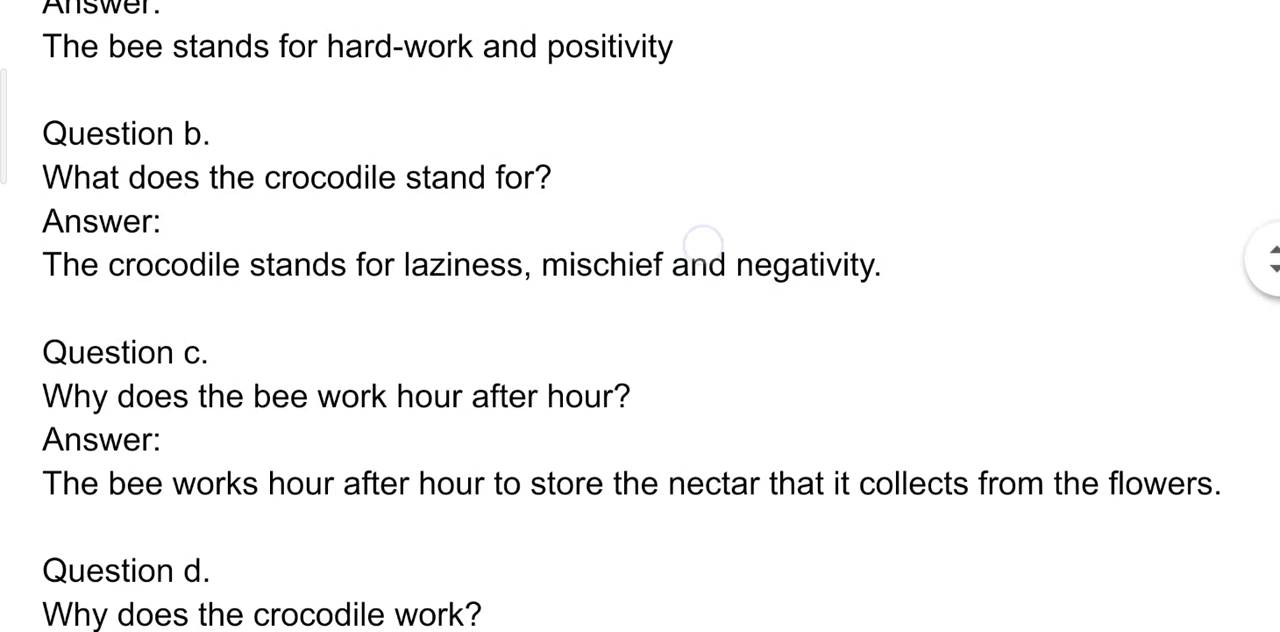 Answer:
The bee stands for hard-work and positivity
Question b.
What does the crocodile stand for?
Answer:
The crocodile stands for laziness, mischief and negativity.
Question c.
Why does the bee work hour after hour?
Answer:
The bee works hour after hour to store the nectar that it collects from the flowers.
Question d.
Why does the crocodile work?